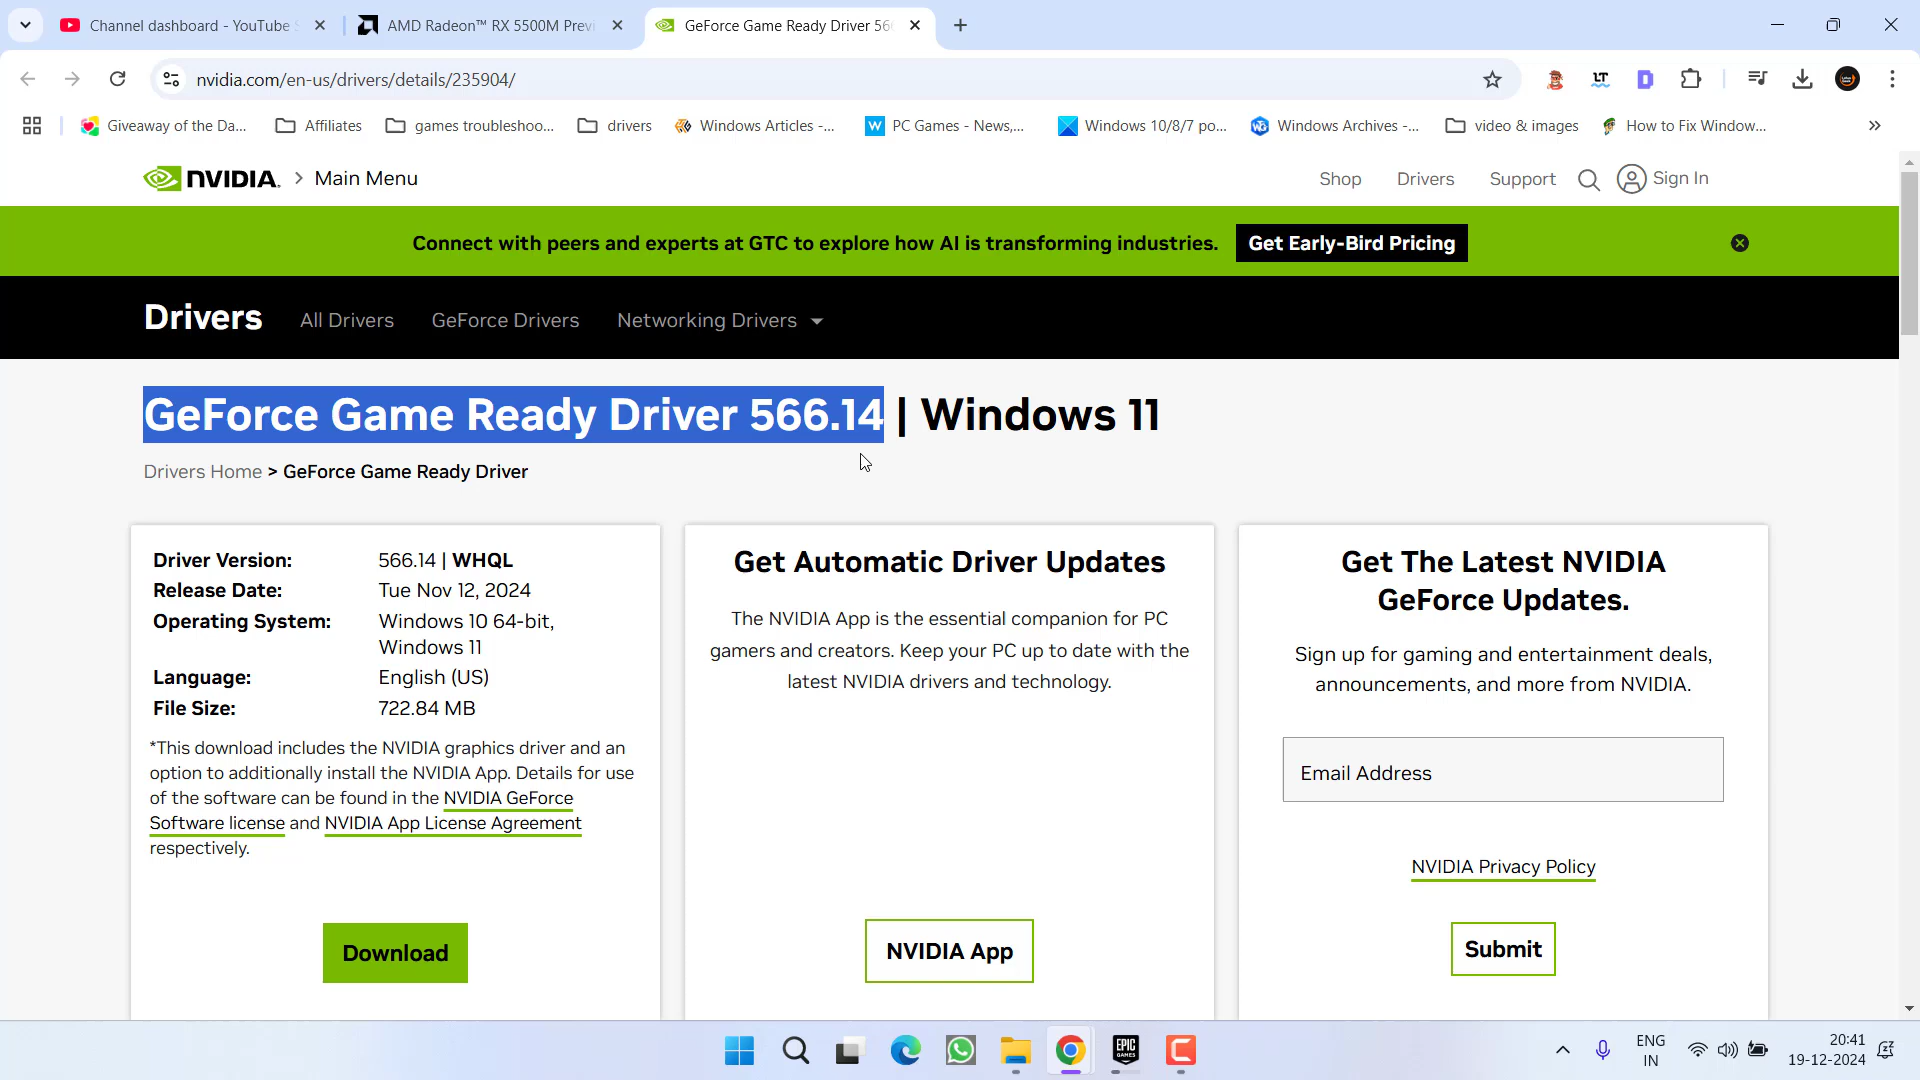 Channel dashboard - YouTube S
AMD Radeon™ RX 5500M Previ
GeForce Game Ready Driver 566
nvidia.com/en-us/drivers/details/235904/
Giveaway of the Da...
Affiliates
games troubleshoo...
drivers
Windows Articles -...
PC Games - News,...
Windows 10/8/7 po...
Windows Archives -...
video & images
How to Fix Window...
NVIDIA.
Main Menu
Shop
Drivers
Support
Sign In
Connect with peers and experts at GTC to explore how AI is transforming industries.
Get Early-Bird Pricing
Drivers
All Drivers
GeForce Drivers
Networking Drivers
GeForce Game Ready Driver 566.14 | Windows 11
Drivers Home > GeForce Game Ready Driver
Driver Version: 566.14 | WHQL
Release Date: Tue Nov 12, 2024
Operating System: Windows 10 64-bit,
Windows 11
Language: English (US)
File Size: 722.84 MB
*This download includes the NVIDIA graphics driver and an
option to additionally install the NVIDIA App. Details for use
of the software can be found in the NVIDIA GeForce
Software license and NVIDIA App License Agreement
respectively.
Download
Get Automatic Driver Updates
The NVIDIA App is the essential companion for PC
gamers and creators. Keep your PC up to date with the
latest NVIDIA drivers and technology.
NVIDIA App
Get The Latest NVIDIA
GeForce Updates.
Sign up for gaming and entertainment deals,
announcements, and more from NVIDIA.
Email Address
NVIDIA Privacy Policy
Submit
EPIC
GAMES
ENG
IN
20:41
19-12-2024